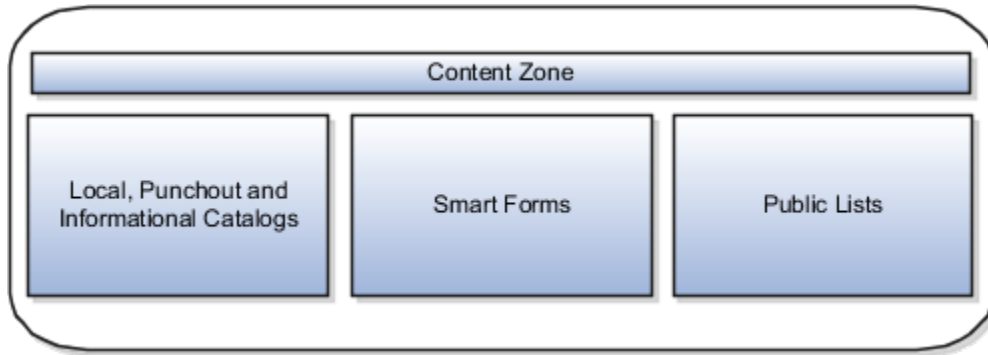 Content Zone
Local, Punchout and
Informational Catalogs
Smart Forms
Public Lists